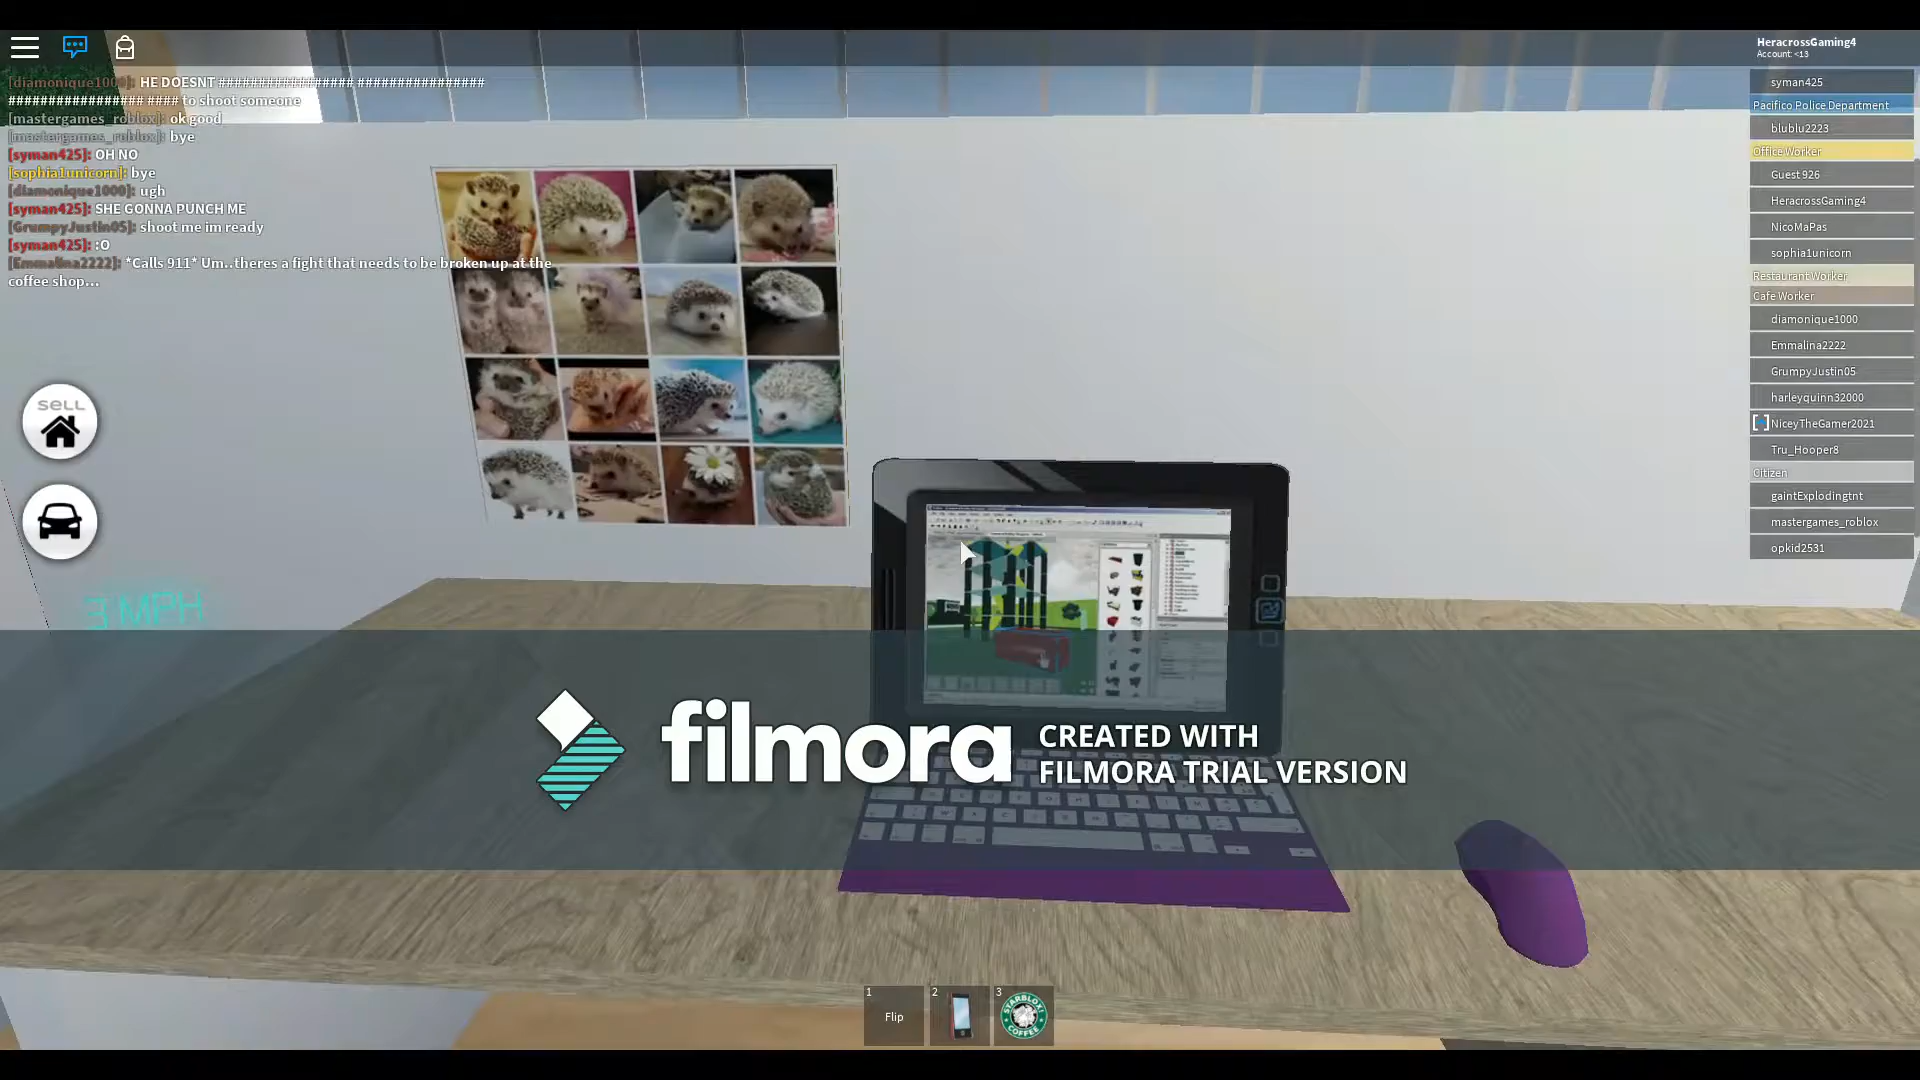 HeracrossGaming4
Account: <13
[diamonique1000]: HE DOESNT ################# ################
################# #### to shoot someone
[mastergames_roblox]: ok good
[mastergames_roblox]: bye
[syman425]: OH NO
[sophia1unicorn]: bye
[diamonique1000]: ugh
[syman425]: SHE GONNA PUNCH ME
[GrumpyJustin05]: shoot me im ready
[syman425]: :O
[Emmalina2222]: *Calls 911* Um..theres a fight that needs to be broken up at the
coffee shop...
syman425
Pacifico Police Department
blublu2223
Office Worker
Guest 926
HeracrossGaming4
NicoMaPas
sophia1unicorn
Restaurant Worker
Cafe Worker
diamonique1000
Emmalina2222
GrumpyJustin05
harleyquinn32000
NiceyTheGamer2021
Tru_Hooper8
Citizen
gaintExplodingtnt
mastergames_roblox
opkid2531
SELL
3 MPH
filmora
CREATED WITH
FILMORA TRIAL VERSION
1
Flip
2
3
STARBLOX
COFFEE